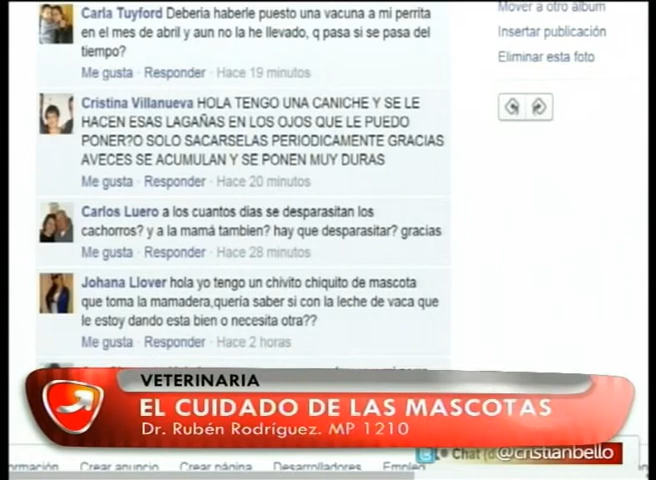 Carla Tuyford Deberia haberle puesto una vacuna a mi perrita
en el mes de abril y aun no la he llevado, q pasa si se pasa del
tiempo?
Me gusta · Responder · Hace 19 minutos
Mover a otro álbum
Insertar publicación
Eliminar esta foto
Cristina Villanueva HOLA TENGO UNA CANICHE Y SE LE
HACEN ESAS LAGAÑAS EN LOS OJOS QUE LE PUEDO
PONER?O SOLO SACARSELAS PERIODICAMENTE GRACIAS
AVECES SE ACUMULAN Y SE PONEN MUY DURAS
Me gusta · Responder · Hace 20 minutos
Carlos Luero a los cuantos dias se desparasitan los
cachorros? y a la mamá tambien? hay que desparasitar? gracias
Me gusta · Responder · Hace 28 minutos
Johana Llover hola yo tengo un chivito chiquito de mascota
que toma la mamadera,quería saber si con la leche de vaca que
le estoy dando esta bien o necesita otra??
Me gusta · Responder · Hace 2 horas
VETERINARIA
EL CUIDADO DE LAS MASCOTAS
Dr. Rubén Rodríguez. MP 1210
Chat @cristianbello
Crear anuncio Crear página Desarrolladores Empleo